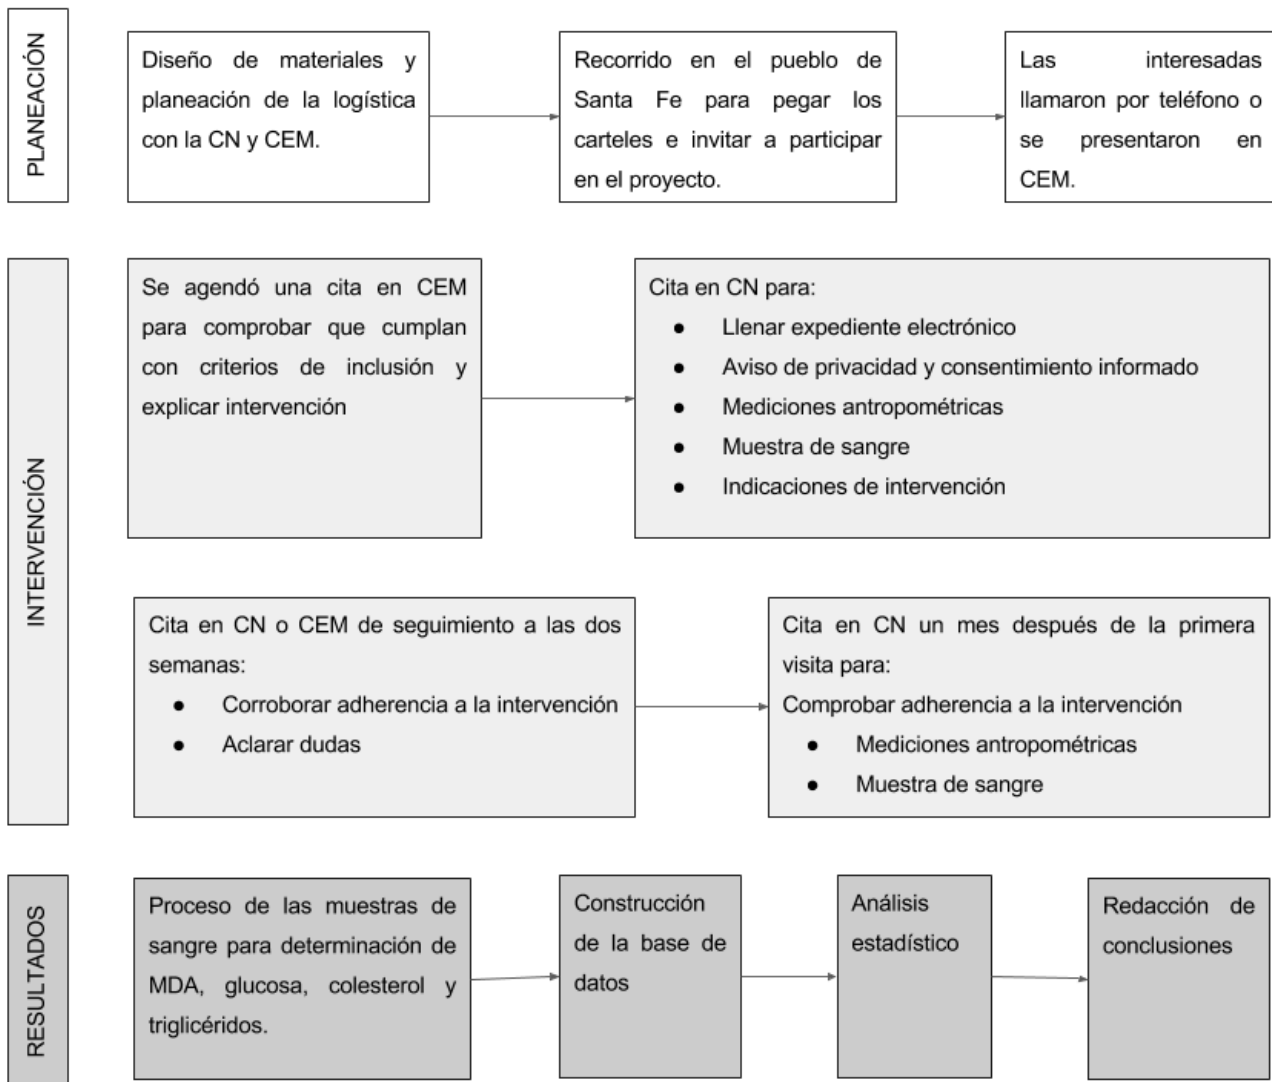 PLANEACIÓN
Diseño de materiales y
planeación de la logística
con la CN y CEM.
Recorrido en el pueblo de
Santa Fe para pegar los
carteles e invitar a participar
en el proyecto.
Las interesadas
llamaron por teléfono o
se presentaron en
CEM.
INTERVENCIÓN
Se agendó una cita en CEM
para comprobar que cumplan
con criterios de inclusión y
explicar intervención
Cita en CN para:
● Llenar expediente electrónico
● Aviso de privacidad y consentimiento informado
● Mediciones antropométricas
● Muestra de sangre
● Indicaciones de intervención
Cita en CN o CEM de seguimiento a las dos
semanas:
● Corroborar adherencia a la intervención
● Aclarar dudas
Cita en CN un mes después de la primera
visita para:
Comprobar adherencia a la intervención
● Mediciones antropométricas
● Muestra de sangre
RESULTADOS
Proceso de las muestras de
sangre para determinación de
MDA, glucosa, colesterol y
triglicéridos.
Construcción
de la base de
datos
Análisis
estadístico
Redacción de
conclusiones